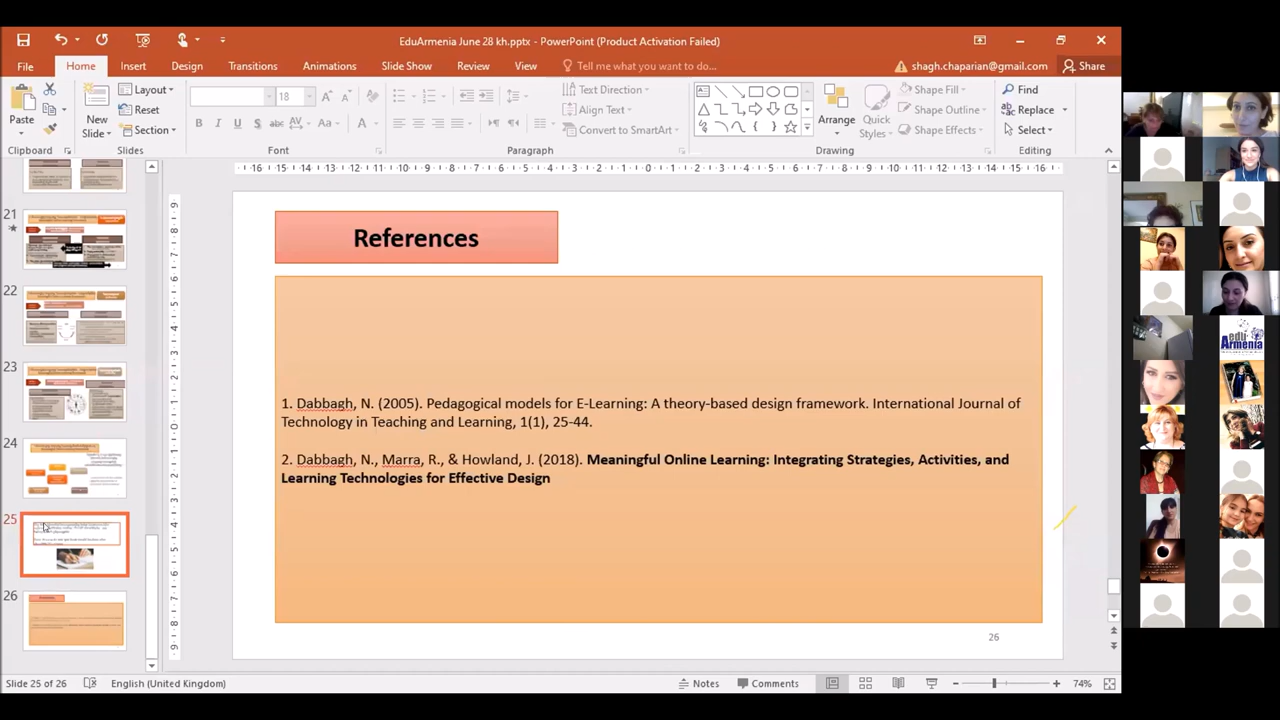 EduArmenia June 28 kh.pptx - PowerPoint (Product Activation Failed)
File Home Insert Design Transitions Animations Slide Show Review View Tell me what you want to do... shagh.chaparian@gmail.com Share
Paste
Clipboard
New
Slide
Layout
Reset
Section
Slides
18
Font
Text Direction
Align Text
Convert to SmartArt
Paragraph
Arrange
Quick
Styles
Shape Fill
Shape Outline
Shape Effects
Drawing
Find
Replace
Select
Editing
21
22
23
24
25
26
References
1. Dabbagh, N. (2005). Pedagogical models for E-Learning: A theory-based design framework. International Journal of
Technology in Teaching and Learning, 1(1), 25-44.
2. Dabbagh, N., Marra, R., & Howland, J. (2018). Meaningful Online Learning: Integrating Strategies, Activities, and
Learning Technologies for Effective Design
26
edu
Armenia
Slide 25 of 26 English (United Kingdom) Notes Comments 74%